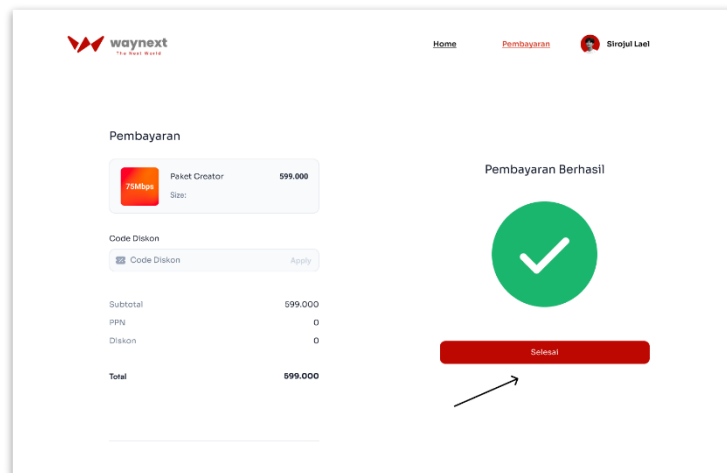 waynext
The Next World
Home
Pembayaran
Sirojul Lael
Pembayaran
75Mbps
Paket Creator
599.000
Size:
Code Diskon
Code Diskon
Apply
Subtotal
599.000
PPN
0
Diskon
0
Total
599.000
Pembayaran Berhasil
Selesai